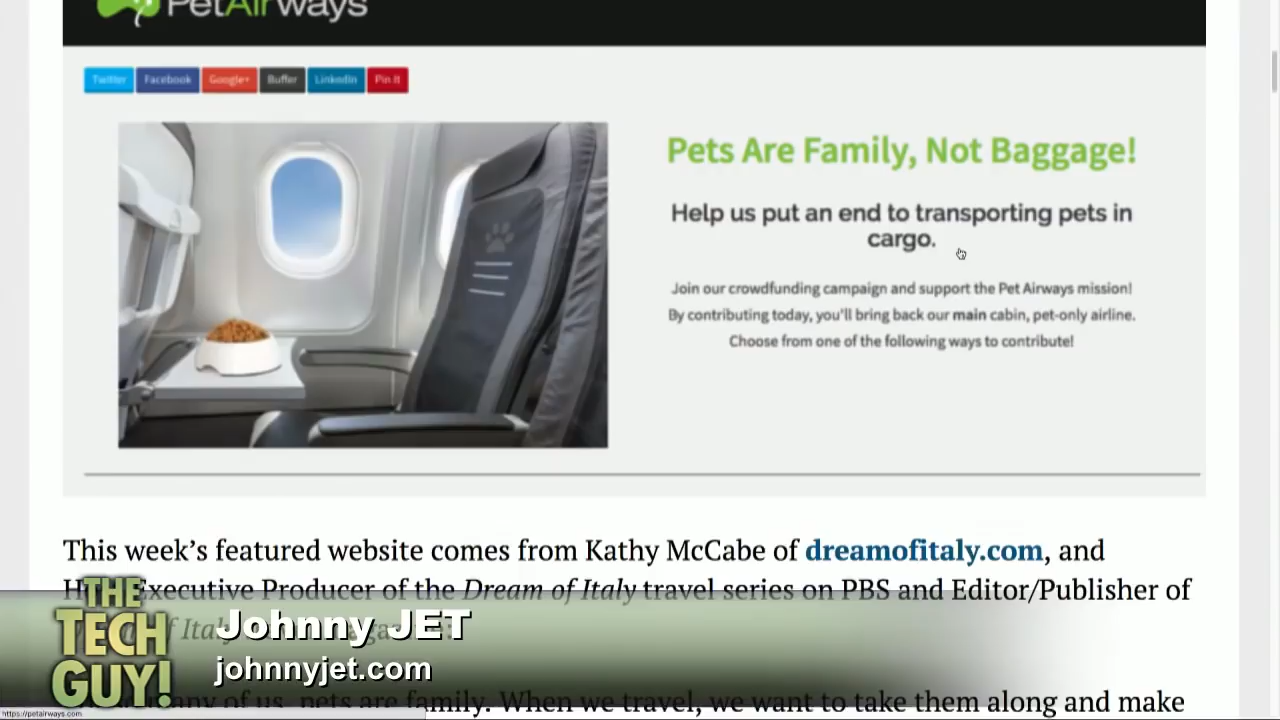 PetAirways
Twitter Facebook Google+ Buffer LinkedIn Pin It
Pets Are Family, Not Baggage!
Help us put an end to transporting pets in
cargo.
Join our crowdfunding campaign and support the Pet Airways mission!
By contributing today, you'll bring back our main cabin, pet-only airline.
Choose from one of the following ways to contribute!
This week's featured website comes from Kathy McCabe of dreamofitaly.com, and
Executive Producer of the Dream of Italy travel series on PBS and Editor/Publisher of
of Italy
any of us, pets are family. When we travel, we want to take them along and make
THE
TECH
GUY!
Johnny JET
johnnyjet.com
https://petairways.com